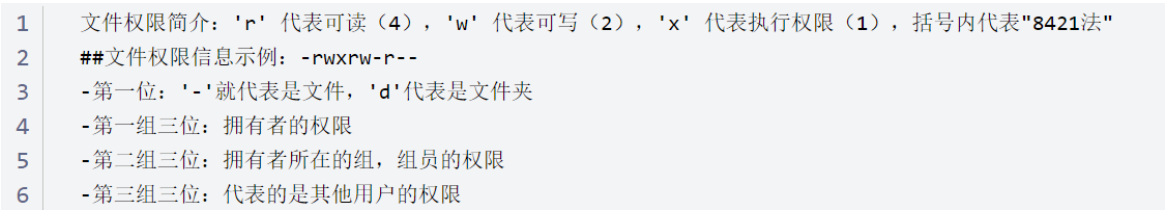 1 文件权限简介：'r' 代表可读（4），'w' 代表可写（2），'x' 代表执行权限（1），括号内代表"8421法"
2 ##文件权限信息示例：-rwxrw-r--
3 -第一位：'-'就代表是文件，'d'代表是文件夹
4 -第一组三位：拥有者的权限
5 -第二组三位：拥有者所在的组，组员的权限
6 -第三组三位：代表的是其他用户的权限